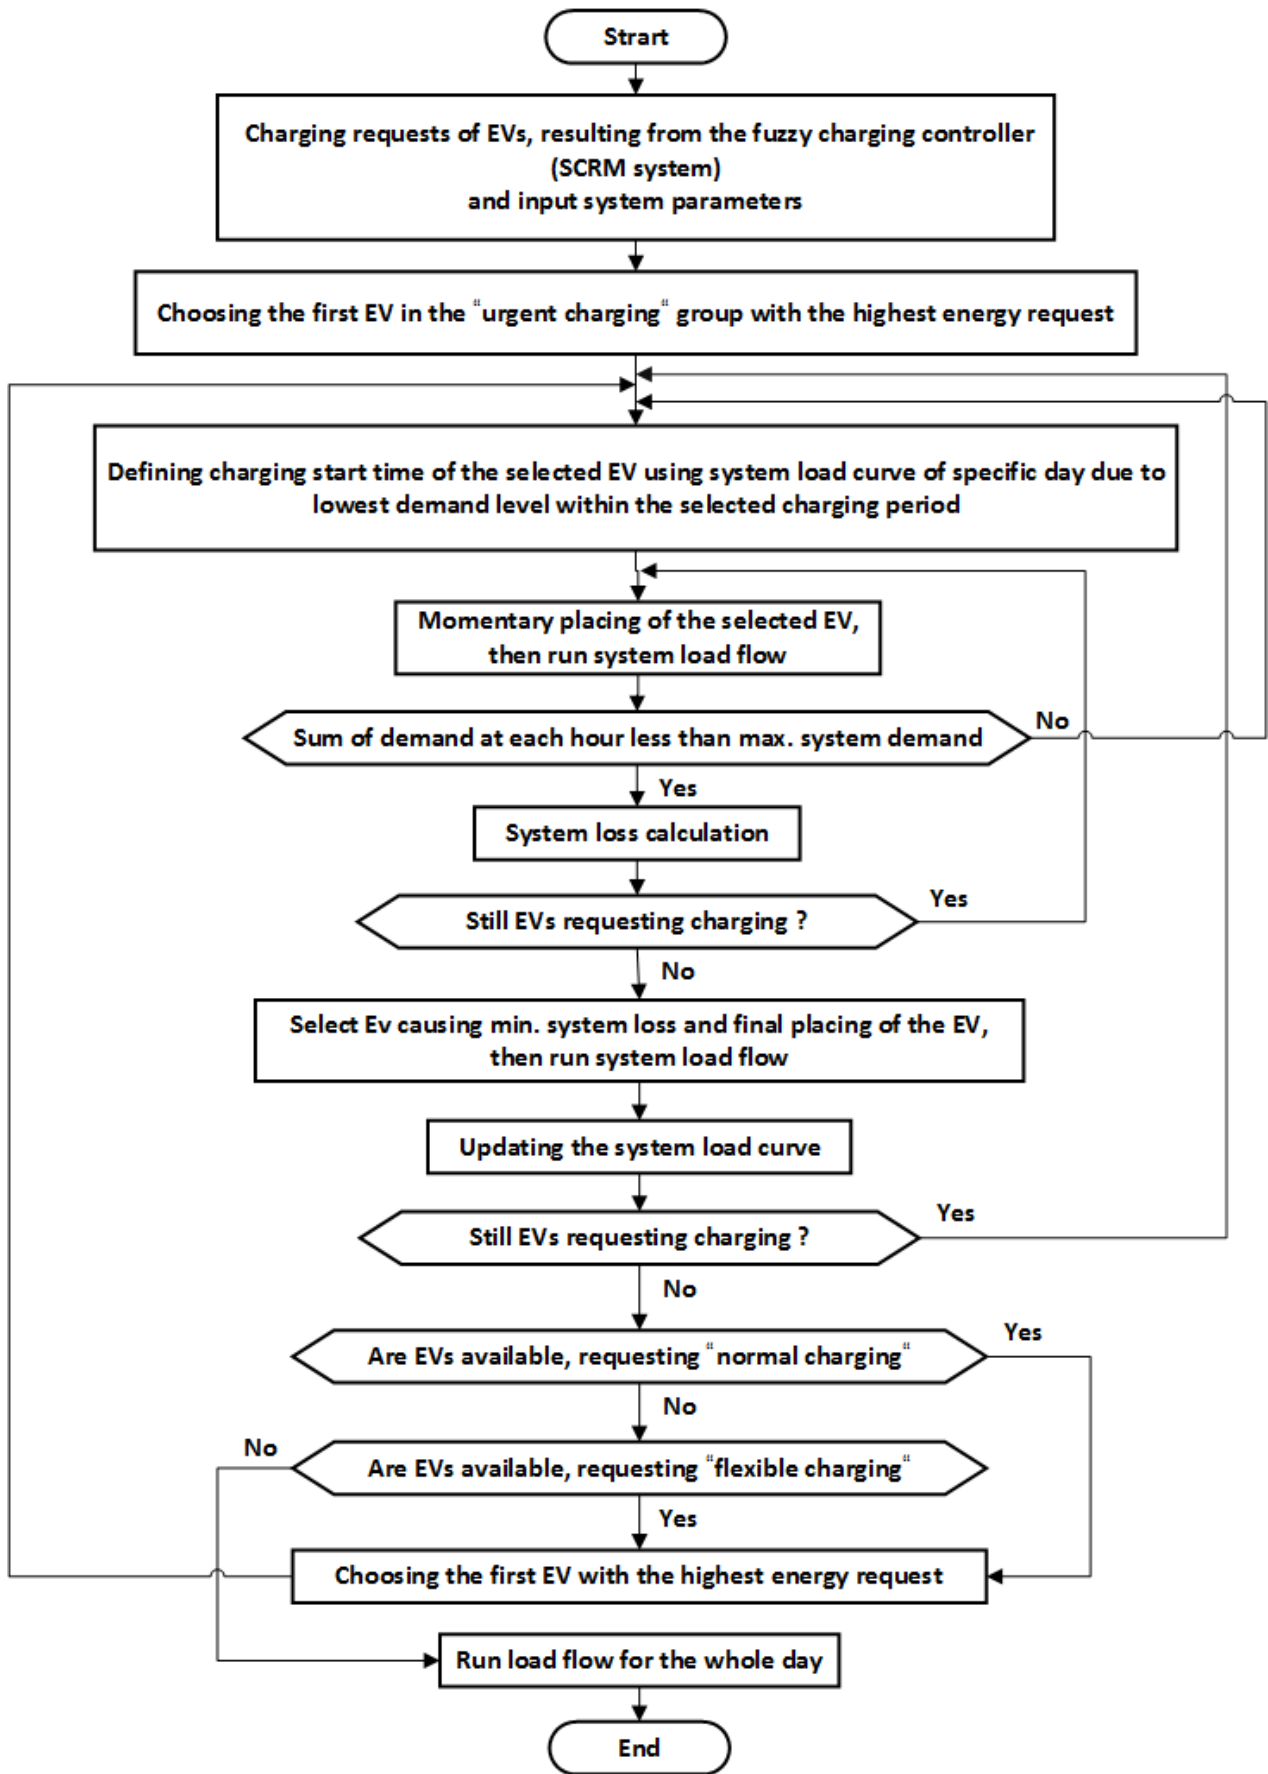 Strart
Charging requests of EVs, resulting from the fuzzy charging controller
(SCRM system)
and input system parameters
Choosing the first EV in the “urgent charging“ group with the highest energy request
Defining charging start time of the selected EV using system load curve of specific day due to
lowest demand level within the selected charging period
Momentary placing of the selected EV,
then run system load flow
Sum of demand at each hour less than max. system demand
No
Yes
System loss calculation
Still EVs requesting charging ?
Yes
No
Select Ev causing min. system loss and final placing of the EV,
then run system load flow
Updating the system load curve
Still EVs requesting charging ?
Yes
No
Are EVs available, requesting “normal charging“
Yes
No
Are EVs available, requesting “flexible charging“
No
Yes
Choosing the first EV with the highest energy request
Run load flow for the whole day
End